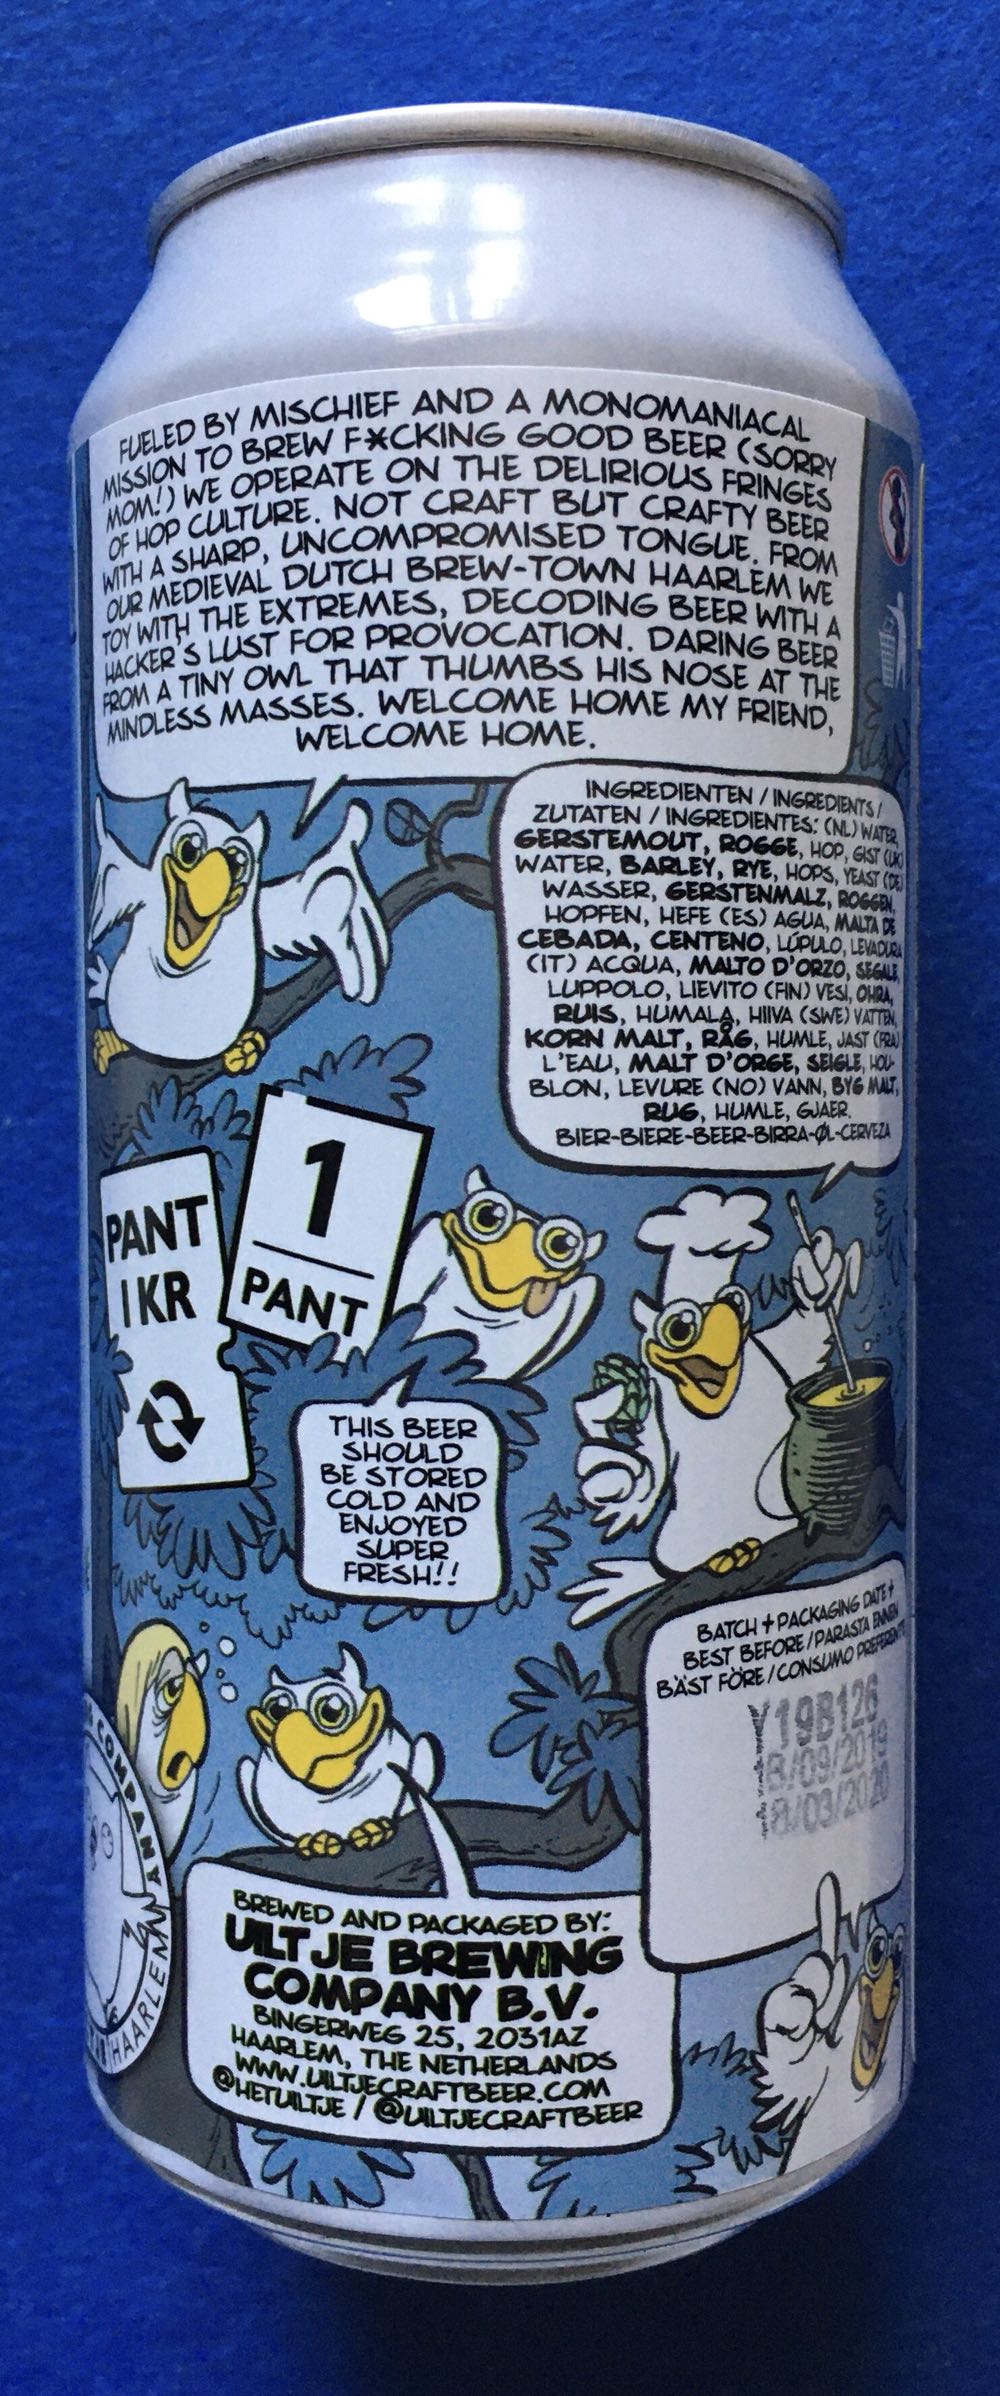 FUELED BY MISCHIEF AND A MONOMANIACAL
MISSION TO BREW F*CKING GOOD BEER (SORRY
MOM!) WE OPERATE ON THE DELIRIOUS FRINGES
OF HOP CULTURE. NOT CRAFT BUT CRAFTY BEER
WITH A SHARP, UNCOMPROMISED TONGUE. FROM
OUR MEDIEVAL DUTCH BREW-TOWN HAARLEM WE
TOY WITH THE EXTREMES, DECODING BEER WITH A
HACKER'S LUST FOR PROVOCATION. DARING BEER
FROM A TINY OWL THAT THUMBS HIS NOSE AT THE
MINDLESS MASSES. WELCOME HOME MY FRIEND,
WELCOME HOME.
INGREDIENTEN / INGREDIENTS /
ZUTATEN / INGREDIENTES: (NL) WATER,
GERSTEMOUT, ROGGE, HOP, GIST (UK)
WATER, BARLEY, RYE, HOPS, YEAST (DE)
WASSER, GERSTENMALZ, ROGGEN,
HOPFEN, HEFE (ES) AGUA, MALTA DE
CEBADA, CENTENO, LÚPULO, LEVADURA
(IT) ACQUA, MALTO D'ORZO, SEGALE,
LUPPOLO, LIEVITO (FIN) VESI, OHRA,
RUIS, HUMALA, HIIVA (SWE) VATTEN,
KORN MALT, RÅG, HUMLE, JAST (FRA)
L'EAU, MALT D'ORGE, SEIGLE, HOU-
BLON, LEVURE (NO) VANN, BYG MALT,
RUG, HUMLE, GJAER.
BIER-BIERE-BEER-BIRRA-ØL-CERVEZA
PANT
1 KR
1
PANT
THIS BEER
SHOULD
BE STORED
COLD AND
ENJOYED
SUPER
FRESH!!
BATCH + PACKAGING DATE +
BEST BEFORE / PARASTA ENNEN
BÄST FÖRE / CONSUMO PREFERENTE
19B126
8/09/2019
8/03/2020
COMPANY
HAARLEM
BREWED AND PACKAGED BY:
UILTJE BREWING
COMPANY B.V.
BINGERWEG 25, 2031AZ
HAARLEM, THE NETHERLANDS
WWW.UILTJECRAFTBEER.COM
@HETUILTJE / @UILTJECRAFTBEER